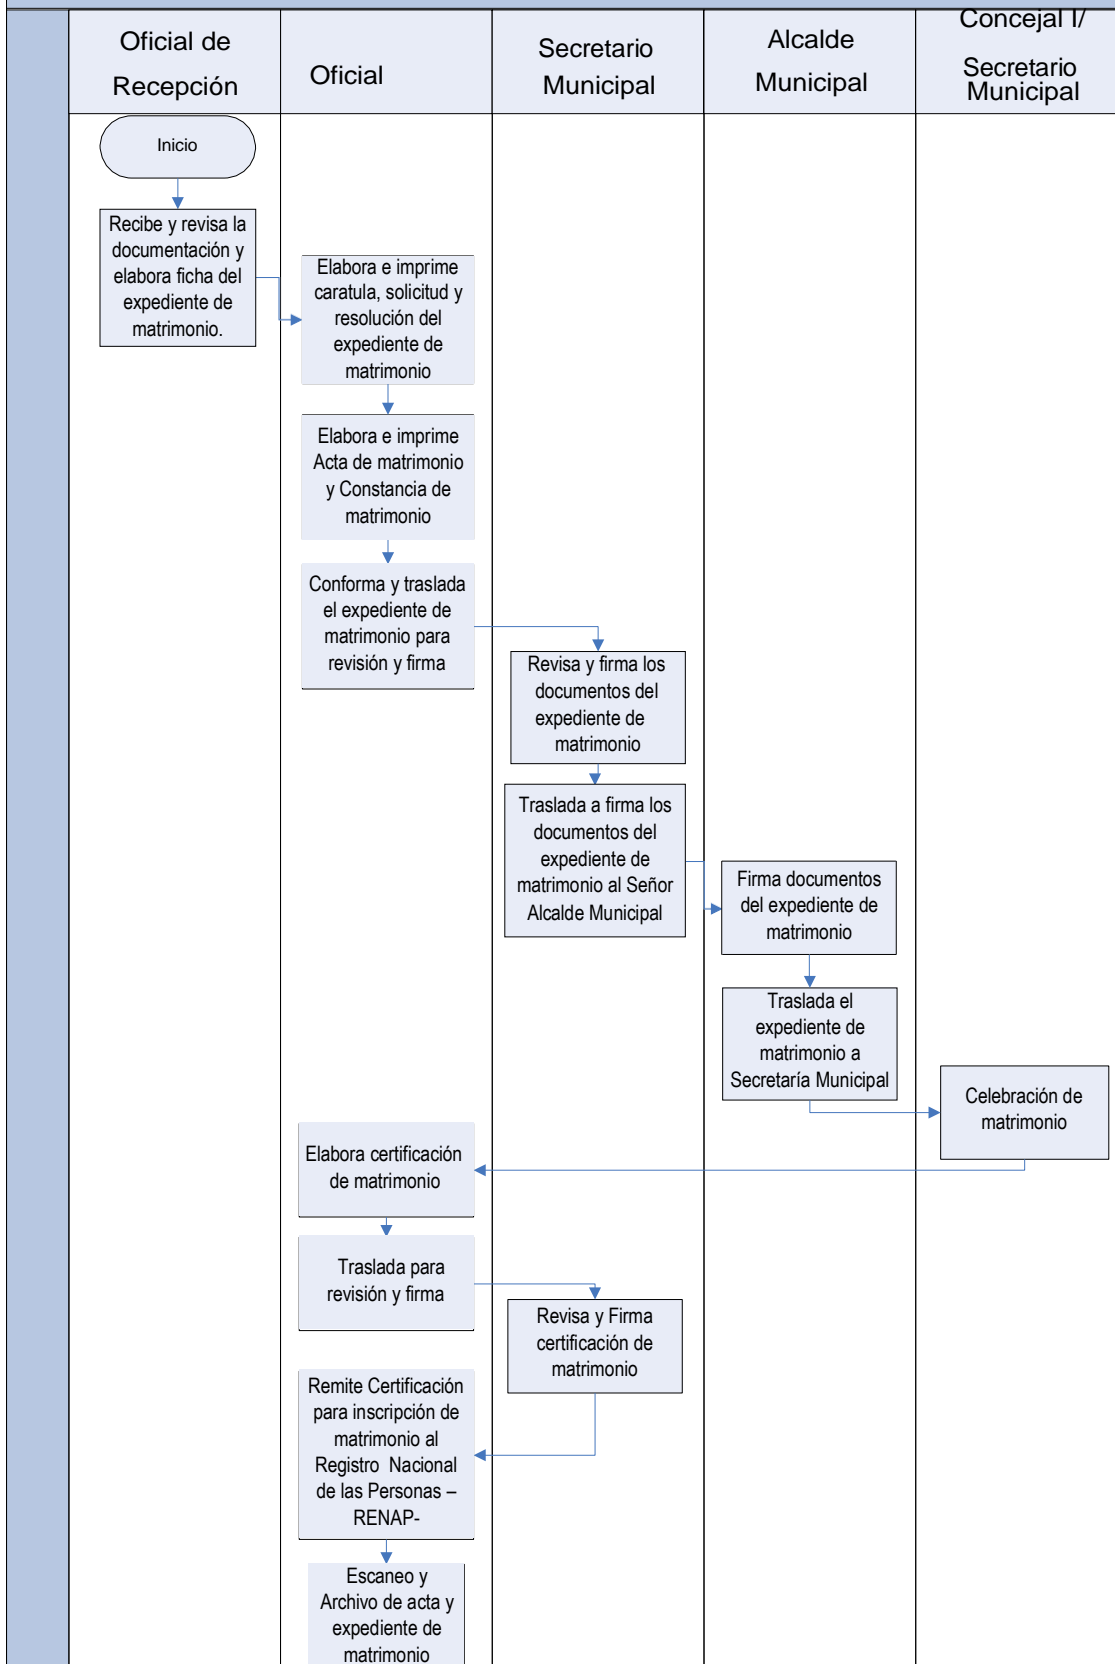 Oficial de
Recepción
Oficial
Secretario
Municipal
Alcalde
Municipal
Concejal I/
Secretario
Municipal
Inicio
Recibe y revisa la
documentación y
elabora ficha del
expediente de
matrimonio.
Elabora e imprime
caratula, solicitud y
resolución del
expediente de
matrimonio
Elabora e imprime
Acta de matrimonio
y Constancia de
matrimonio
Conforma y traslada
el expediente de
matrimonio para
revisión y firma
Revisa y firma los
documentos del
expediente de
matrimonio
Traslada a firma los
documentos del
expediente de
matrimonio al Señor
Alcalde Municipal
Firma documentos
del expediente de
matrimonio
Traslada el
expediente de
matrimonio a
Secretaría Municipal
Celebración de
matrimonio
Elabora certificación
de matrimonio
Traslada para
revisión y firma
Revisa y Firma
certificación de
matrimonio
Remite Certificación
para inscripción de
matrimonio al
Registro Nacional
de las Personas –
RENAP-
Escaneo y
Archivo de acta y
expediente de
matrimonio